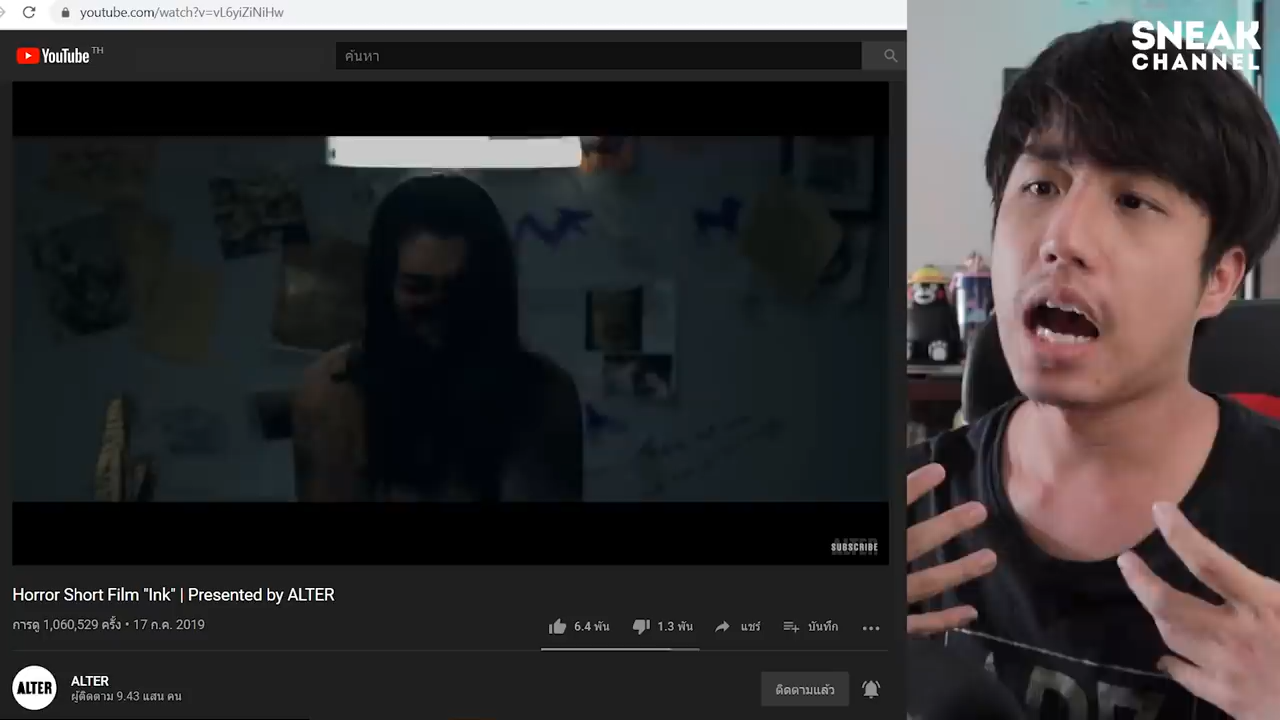 youtube.com/watch?v=vL6yiZiNiHw
SNEAK
CHANNEL
YouTube TH
ค้นหา
SUBSCRIBE
Horror Short Film "Ink" | Presented by ALTER
การดู 1,060,529 ครั้ง • 17 ก.ค. 2019
6.4 พัน
1.3 พัน
แชร์
บันทึก
ALTER
ALTER
ผู้ติดตาม 9.43 แสน คน
ติดตามแล้ว